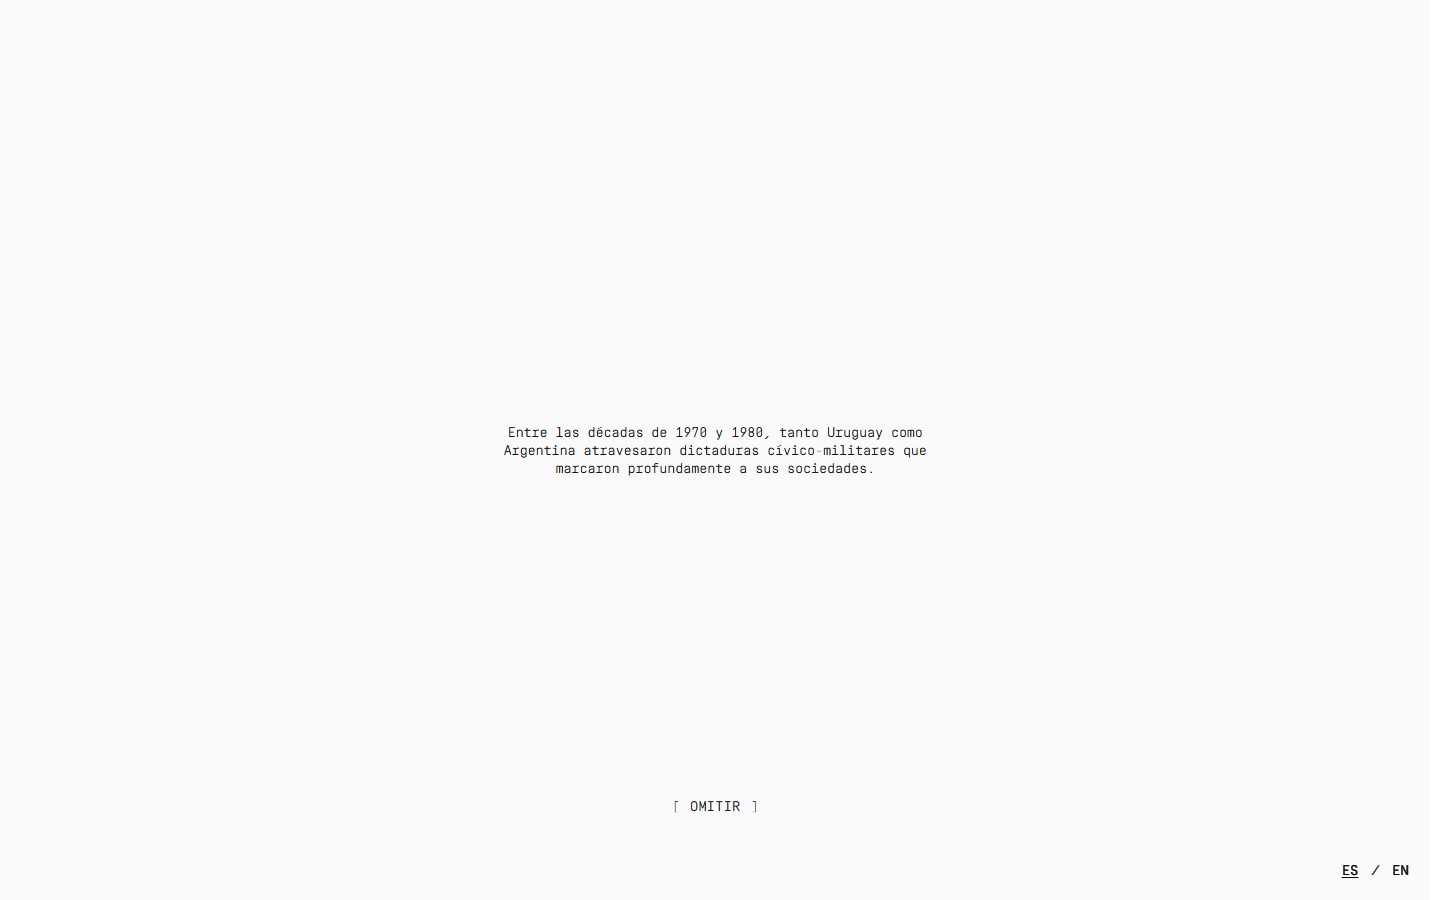 Entre las décadas de 1970 y 1980, tanto Uruguay como
Argentina atravesaron dictaduras cívico-militares que
marcaron profundamente a sus sociedades.
[ OMITIR ]
ES / EN